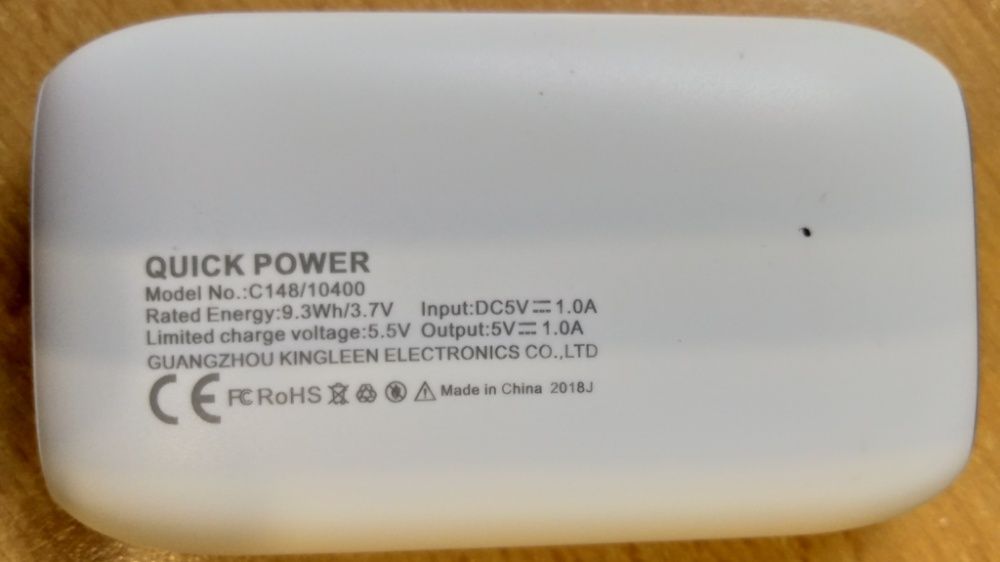 QUICK POWER
Model No.:C148/10400
Rated Energy:9.3Wh/3.7V Input:DC5V⎓1.0A
Limited charge voltage:5.5V Output:5V⎓1.0A
GUANGZHOU KINGLEEN ELECTRONICS CO.,LTD
CE FC RoHS Made in China 2018J